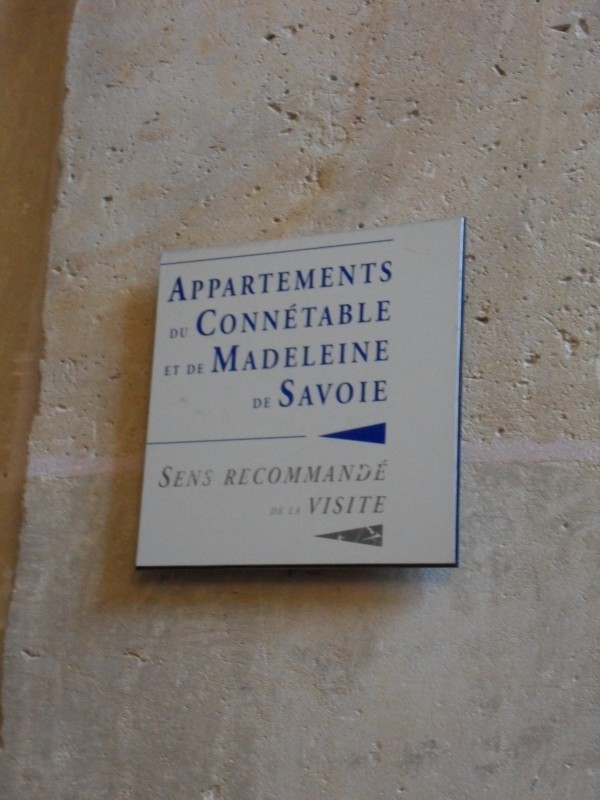 APPARTEMENTS
DU CONNÉTABLE
ET DE MADELEINE
DE SAVOIE
SENS RECOMMANDÉ
DE LA VISITE